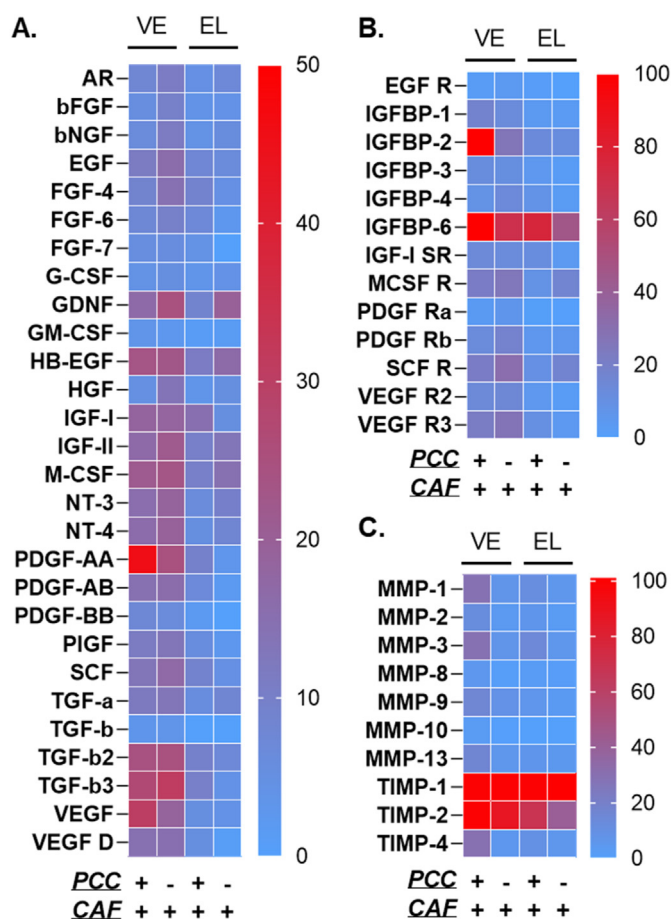 A.
VE EL
AR
bFGF
bNGF
EGF
FGF-4
FGF-6
FGF-7
G-CSF
GDNF
GM-CSF
HB-EGF
HGF
IGF-I
IGF-II
M-CSF
NT-3
NT-4
PDGF-AA
PDGF-AB
PDGF-BB
PlGF
SCF
TGF-a
TGF-b
TGF-b2
TGF-b3
VEGF
VEGF D
50
40
30
20
10
0
PCC + - + -
CAF + + + +
B.
VE EL
EGF R
IGFBP-1
IGFBP-2
IGFBP-3
IGFBP-4
IGFBP-6
IGF-I SR
MCSF R
PDGF Ra
PDGF Rb
SCF R
VEGF R2
VEGF R3
100
80
60
40
20
0
PCC + - + -
CAF + + + +
C.
VE EL
MMP-1
MMP-2
MMP-3
MMP-8
MMP-9
MMP-10
MMP-13
TIMP-1
TIMP-2
TIMP-4
100
80
60
40
20
0
PCC + - + -
CAF + + + +